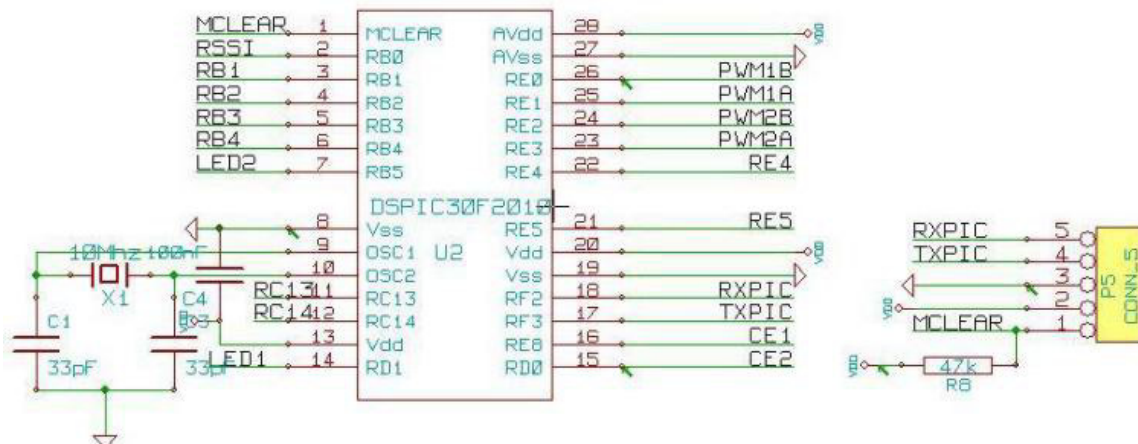 MCLEAR 1 MCLEAR AVdd 28 VDD
RSSI 2 RB0 AVss 27
RB1 3 RB1 RE0 26 PWM1B
RB2 4 RB2 RE1 25 PWM1A
RB3 5 RB3 RE2 24 PWM2B
RB4 6 RB4 RE3 23 PWM2A
LED2 7 RB5 RE4 22 RE4
DSPIC30F2010
8 Vss RE5 21 RE5
9 OSC1 U2 Vdd 20 VDD
10Mhz 100nF 10 OSC2 Vss 19
X1 RC13 11 RC13 RF2 18 RXPIC
C1 C4 RC14 12 RC14 RF3 17 TXPIC
13 Vdd RE8 16 CE1
33pF 33pF LED1 14 RD1 RD0 15 CE2
RXPIC 5
TXPIC 4
3
VDD 2
MCLEAR 1
P5
CONN_5
VDD 47k
R8